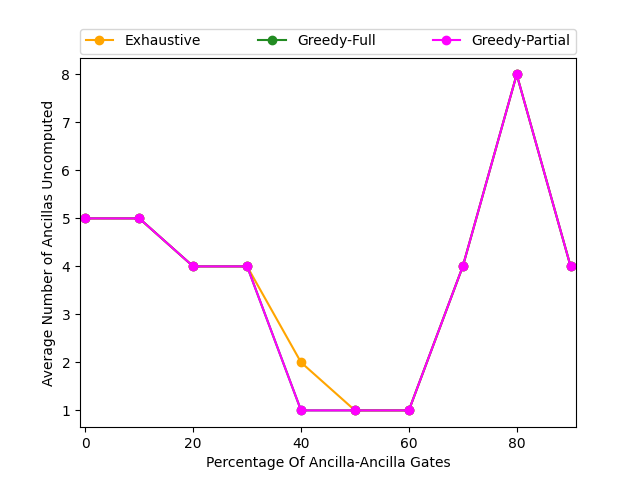 Exhaustive Greedy-Full Greedy-Partial
8
7
6
5
4
3
2
1
Average Number of Ancillas Uncomputed
0 20 40 60 80
Percentage Of Ancilla-Ancilla Gates